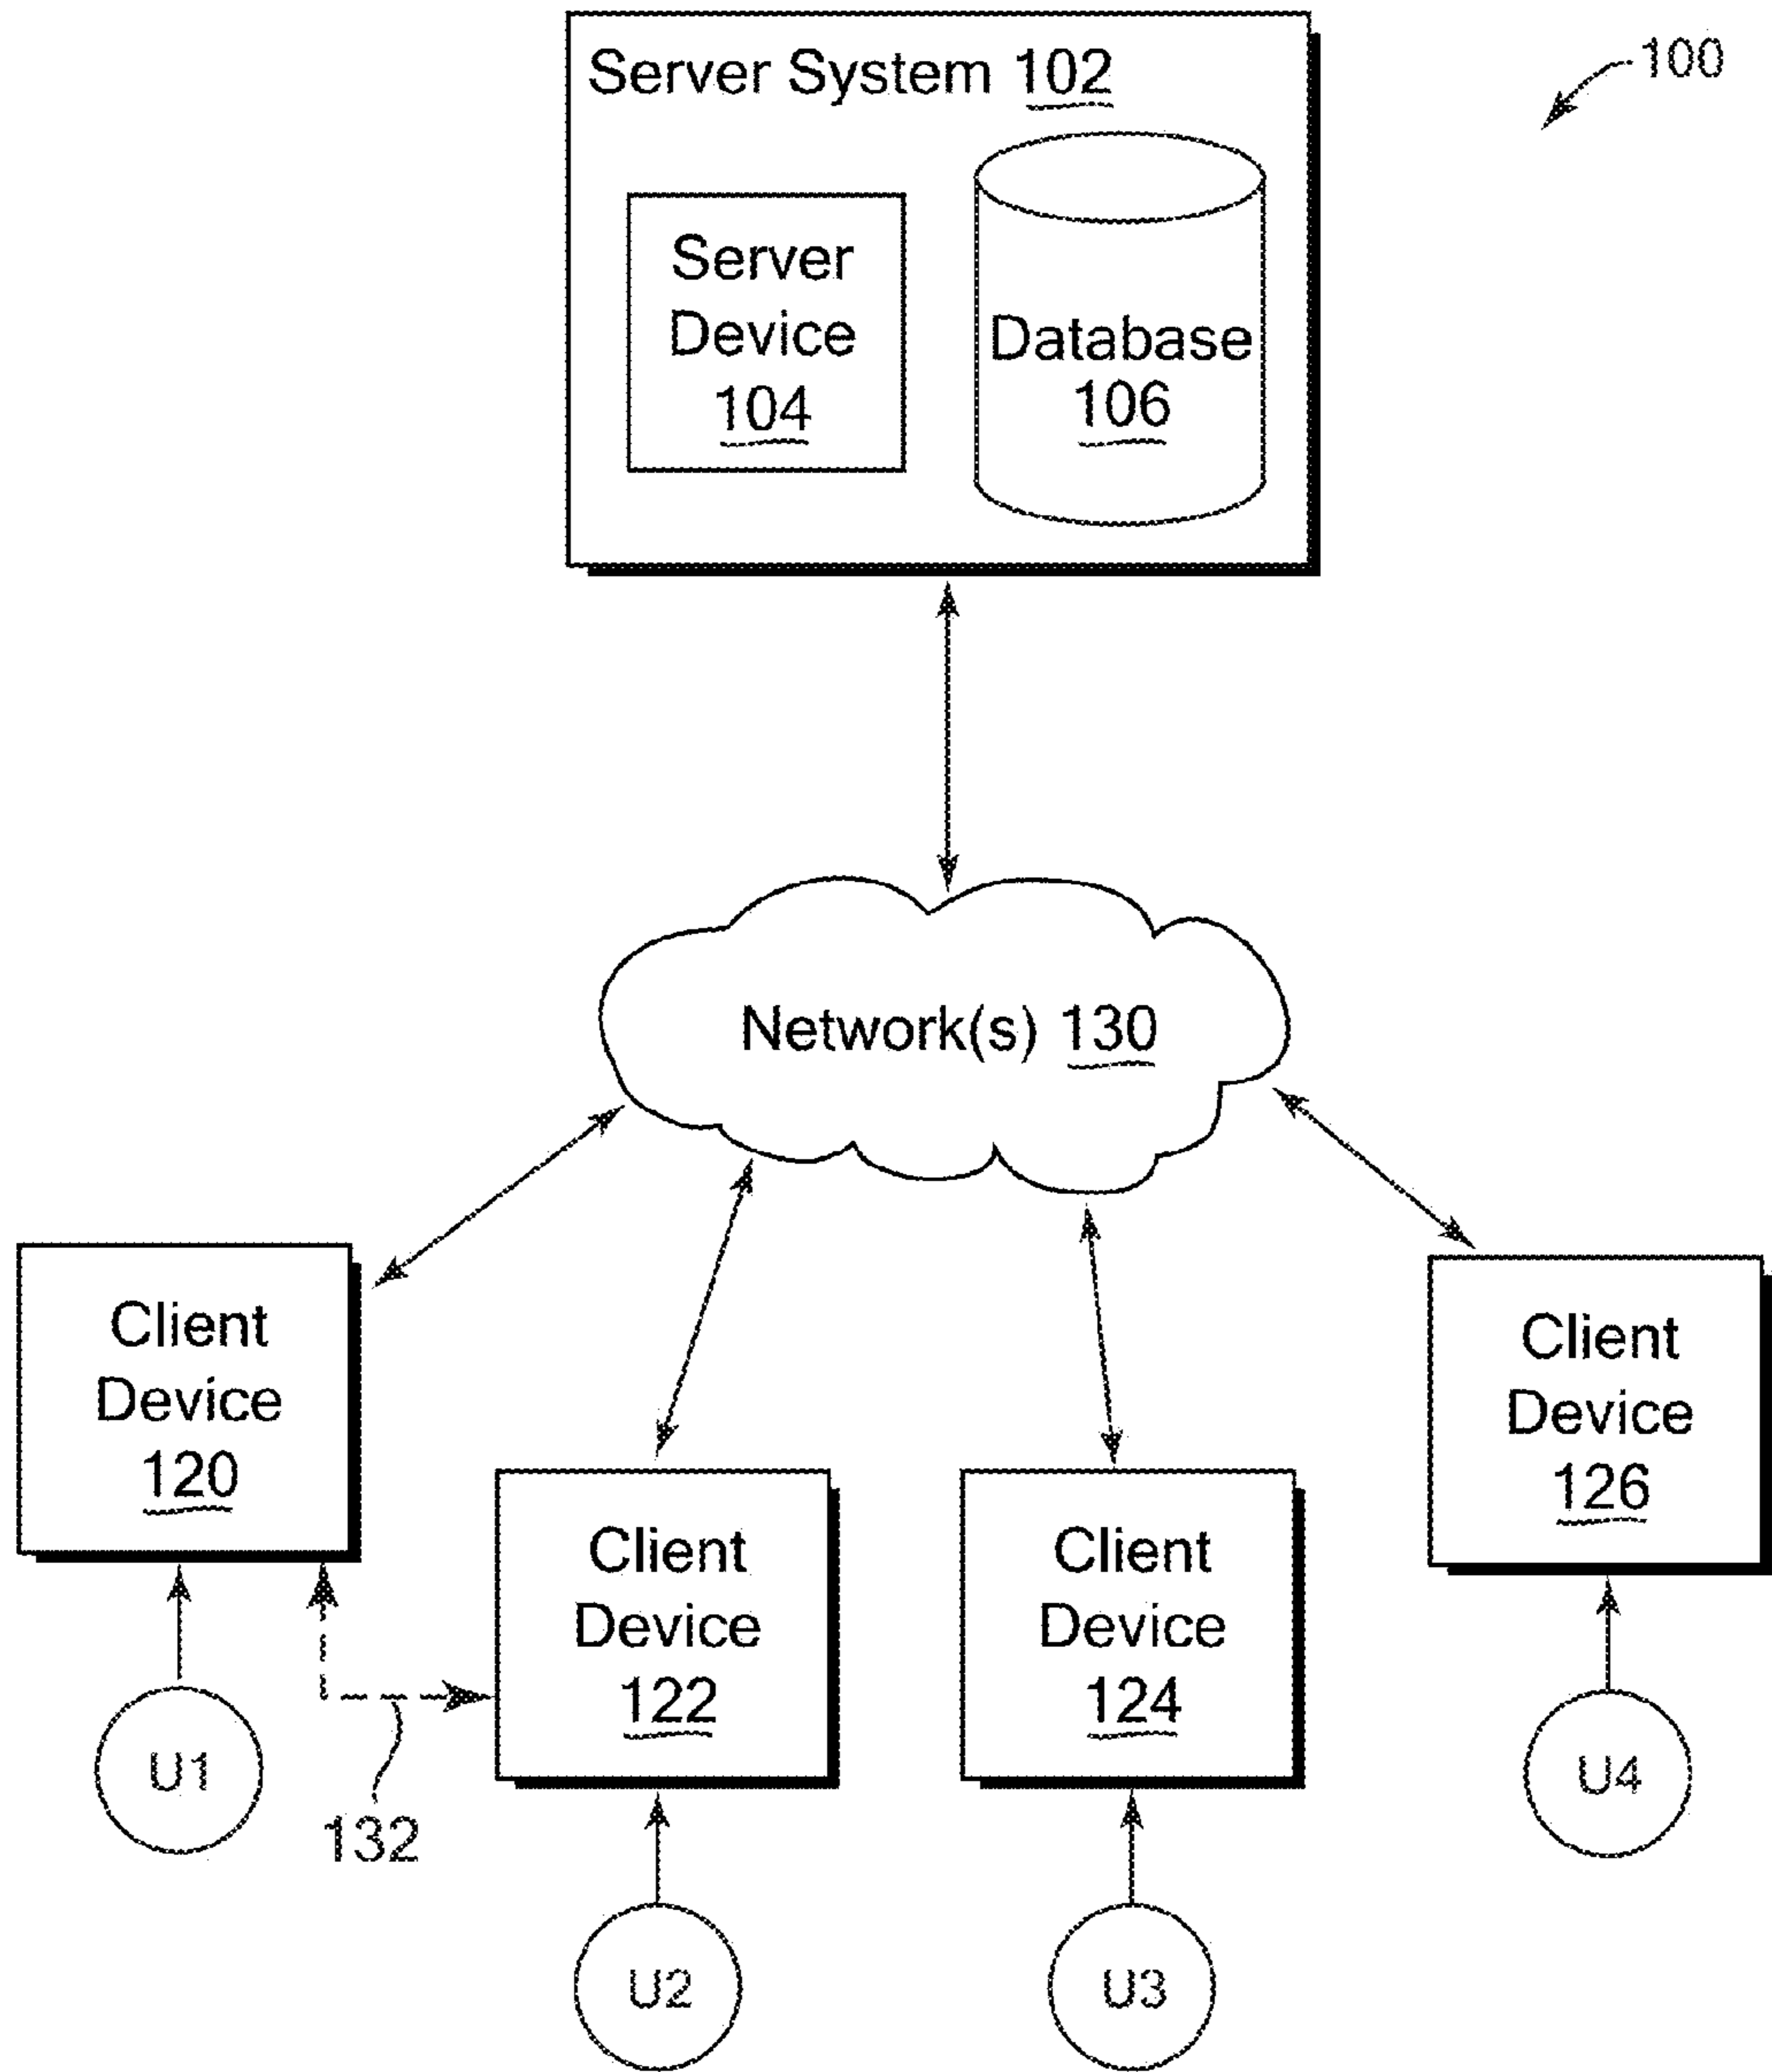 100
Server System 102
Server
Device
104
Database
106
Network(s) 130
Client
Device
120
Client
Device
122
Client
Device
124
Client
Device
126
132
U1
U2
U3
U4